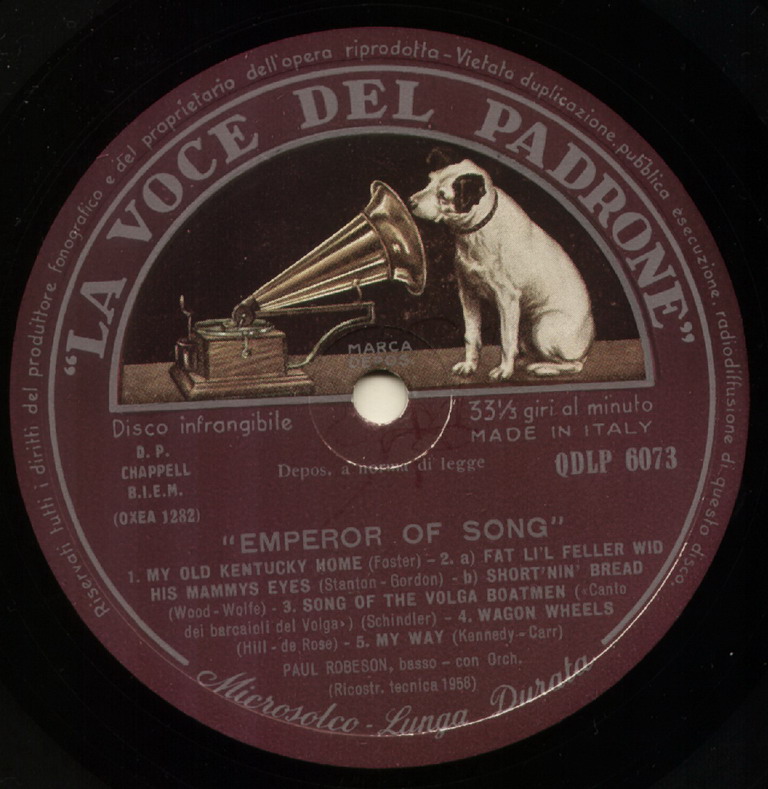 Riservati tutti i diritti del produttore fonografico e del proprietario dell'opera riprodotta - Vietata duplicazione, pubblica esecuzione, radiodiffusione di questo disco.
"LA VOCE DEL PADRONE"
MARCA
Disco infrangibile
33⅓ giri al minuto
MADE IN ITALY
D. P.
CHAPPELL
B.I.E.M.
(OXEA 1282)
Depos. a norma di legge
QDLP 6073
"EMPEROR OF SONG"
1. MY OLD KENTUCKY HOME (Foster) - 2. a) FAT LI'L FELLER WID
HIS MAMMYS EYES (Stanton - Gordon) - b) SHORT'NIN' BREAD
(Wood - Wolfe) - 3. SONG OF THE VOLGA BOATMEN («Canto
dei barcaioli del Volga») (Schindler) - 4. WAGON WHEELS
(Hill - de Rose) - 5. MY WAY (Kennedy - Carr)
PAUL ROBESON, basso - con Orch.
(Ricostr. tecnica 1956)
Microsolco - Lunga Durata